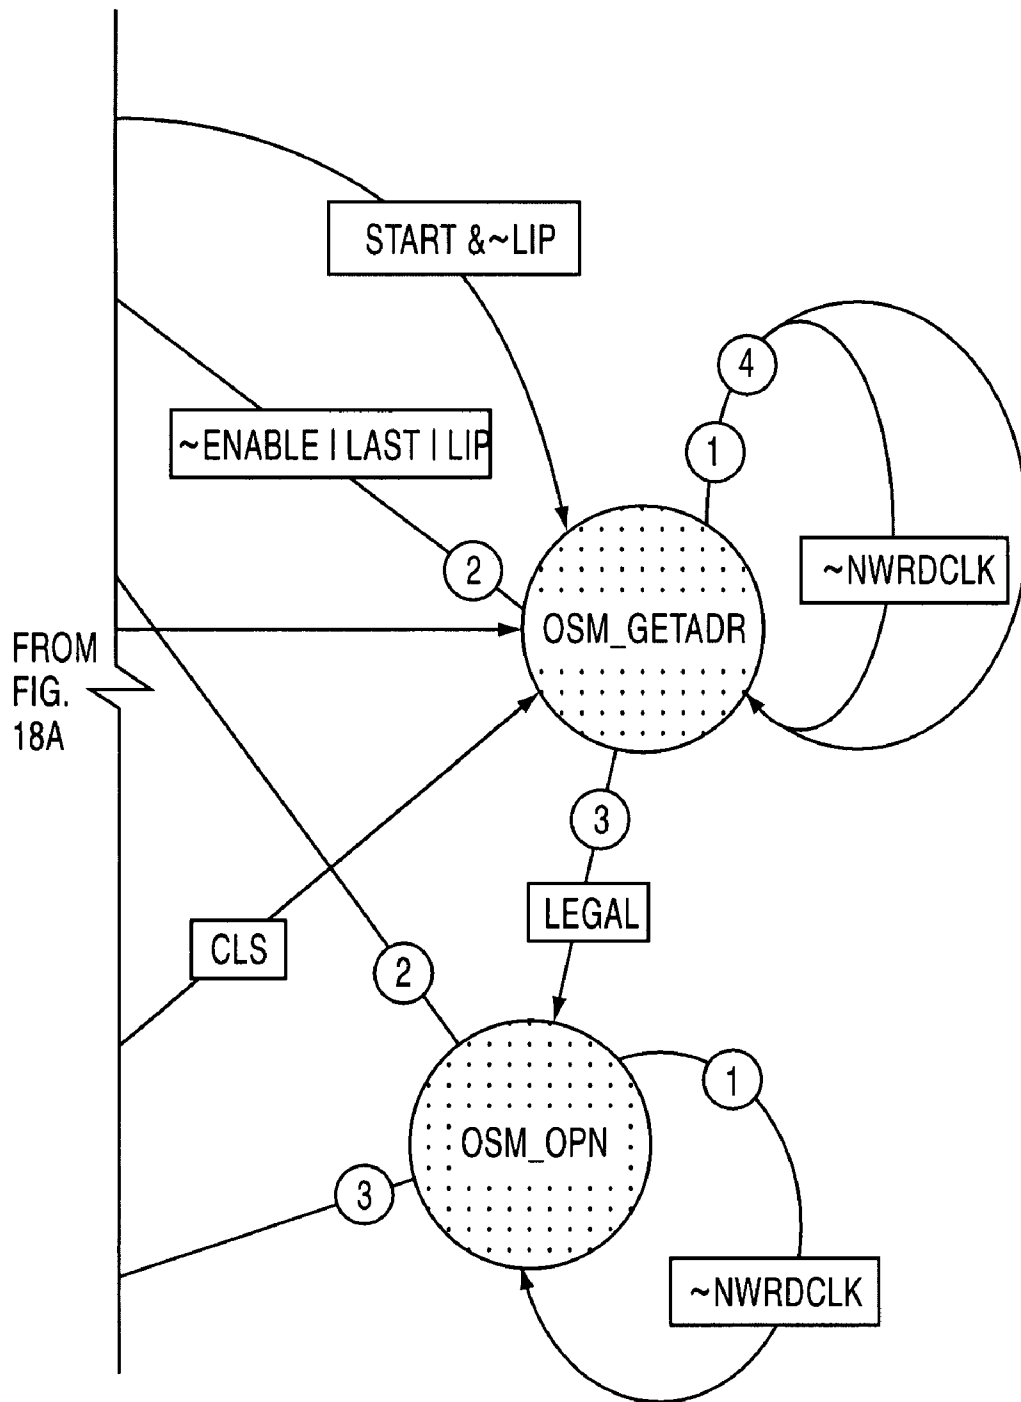 START &~LIP
4
~ENABLE | LAST | LIP
1
2
~NWRDCLK
OSM_GETADR
FROM
FIG.
18A
3
LEGAL
CLS
2
1
OSM_OPN
3
~NWRDCLK